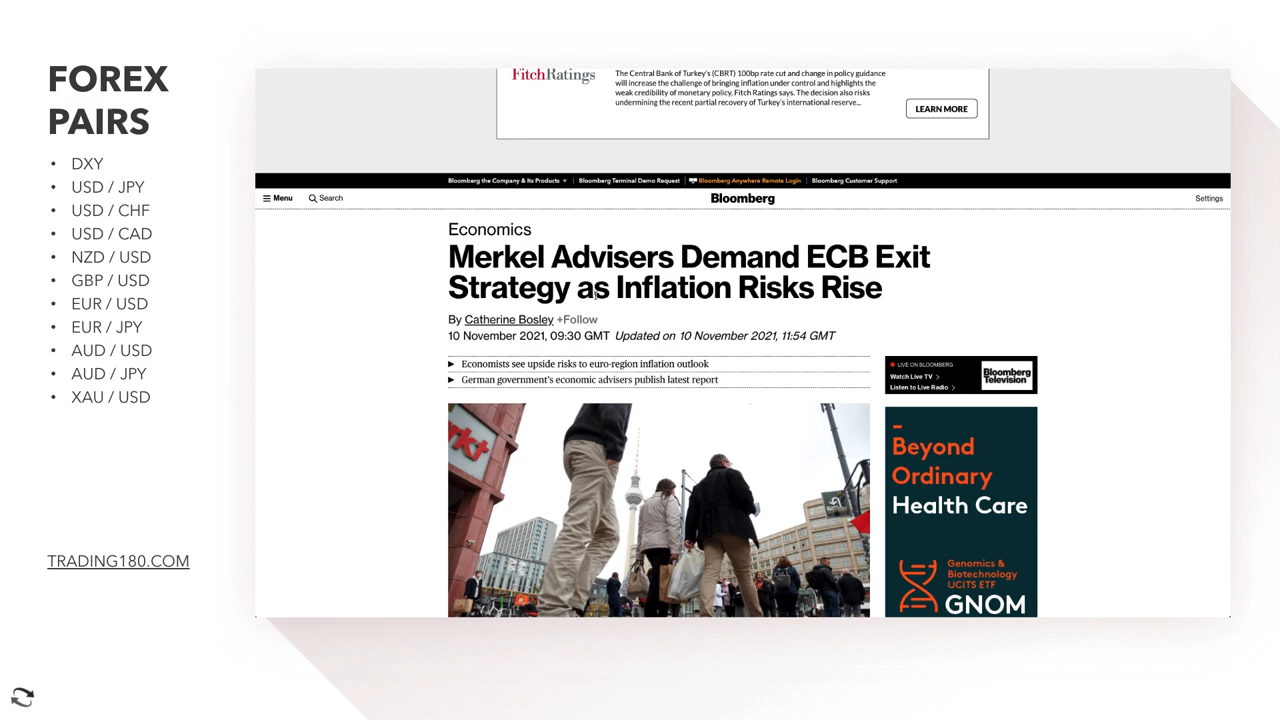 FOREX
PAIRS
• DXY
• USD / JPY
• USD / CHF
• USD / CAD
• NZD / USD
• GBP / USD
• EUR / USD
• EUR / JPY
• AUD / USD
• AUD / JPY
• XAU / USD
TRADING180.COM
FitchRatings
The Central Bank of Turkey's (CBRT) 100bp rate cut and change in policy guidance
will increase the challenge of bringing inflation under control and highlights the
weak credibility of monetary policy, Fitch Ratings says. The decision also risks
undermining the recent partial recovery of Turkey's international reserve...
LEARN MORE
Bloomberg the Company & Its Products
Bloomberg Terminal Demo Request
Bloomberg Anywhere Remote Login
Bloomberg Customer Support
Menu
Search
Bloomberg
Settings
Economics
Merkel Advisers Demand ECB Exit
Strategy as Inflation Risks Rise
By Catherine Bosley +Follow
10 November 2021, 09:30 GMT Updated on 10 November 2021, 11:54 GMT
Economists see upside risks to euro-region inflation outlook
German government's economic advisers publish latest report
LIVE ON BLOOMBERG
Watch Live TV
Listen to Live Radio
Bloomberg
Television
rkt
Beyond
Ordinary
Health Care
Genomics &
Biotechnology
UCITS ETF
GNOM